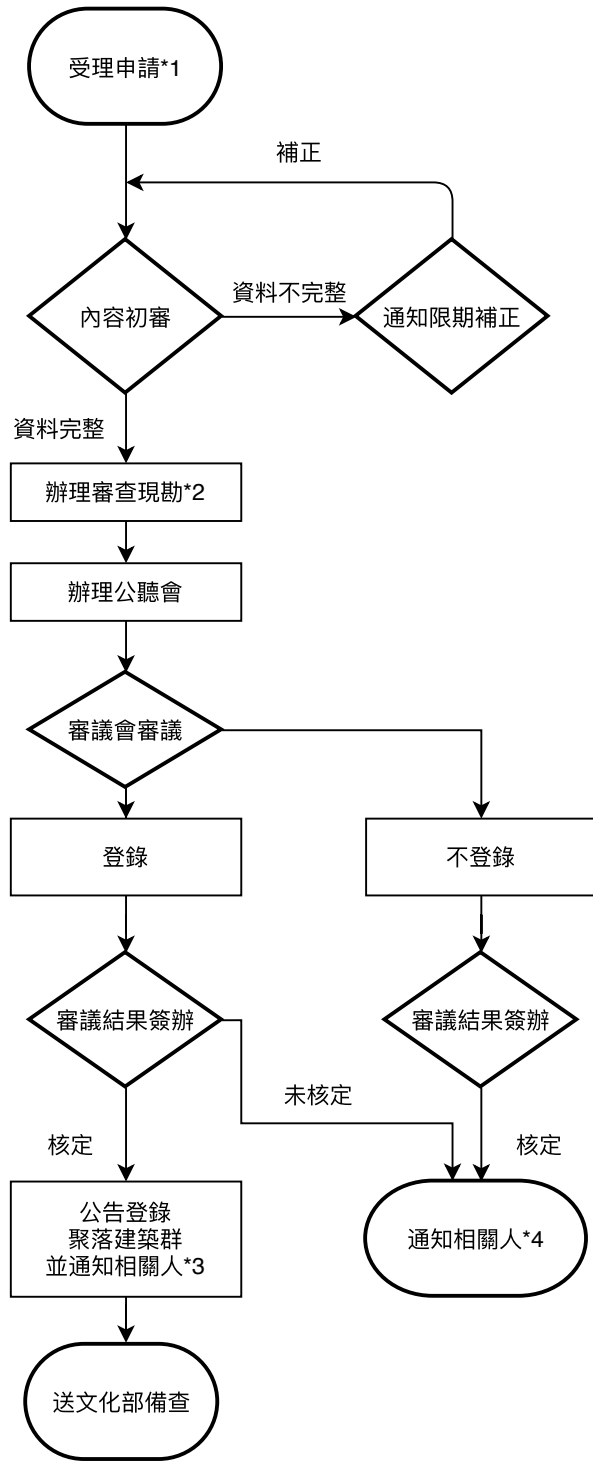 受理申請*1
補正
內容初審
資料不完整
通知限期補正
資料完整
辦理審查現勘*2
辦理公聽會
審議會審議
登錄
不登錄
審議結果簽辦
審議結果簽辦
未核定
核定
核定
公告登錄
聚落建築群
並通知相關人*3
通知相關人*4
送文化部備查